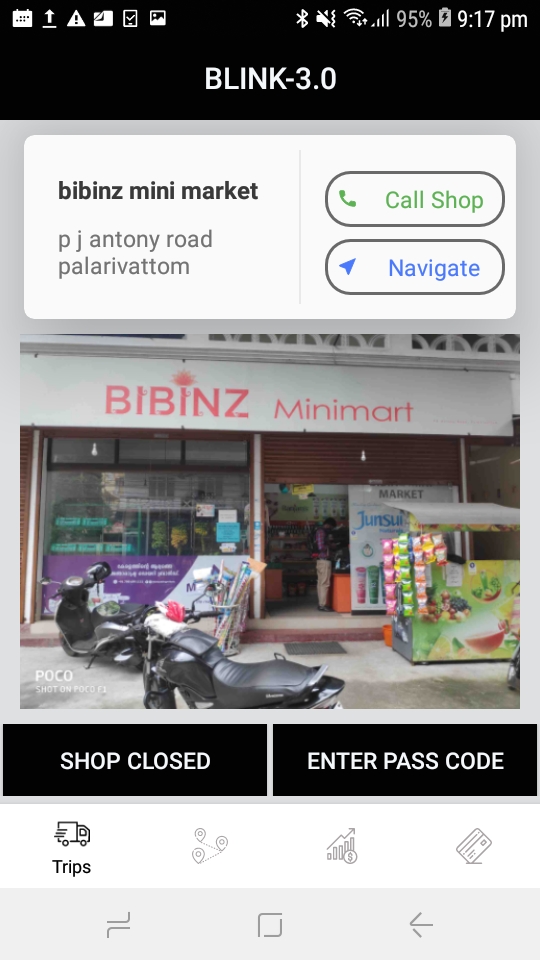 95% 9:17 pm
BLINK-3.0
bibinz mini market
p j antony road
palarivattom
Call Shop
Navigate
BIBINZ Minimart
MARKET
Junsui
M
POCO
SHOT ON POCO F1
SHOP CLOSED
ENTER PASS CODE
Trips